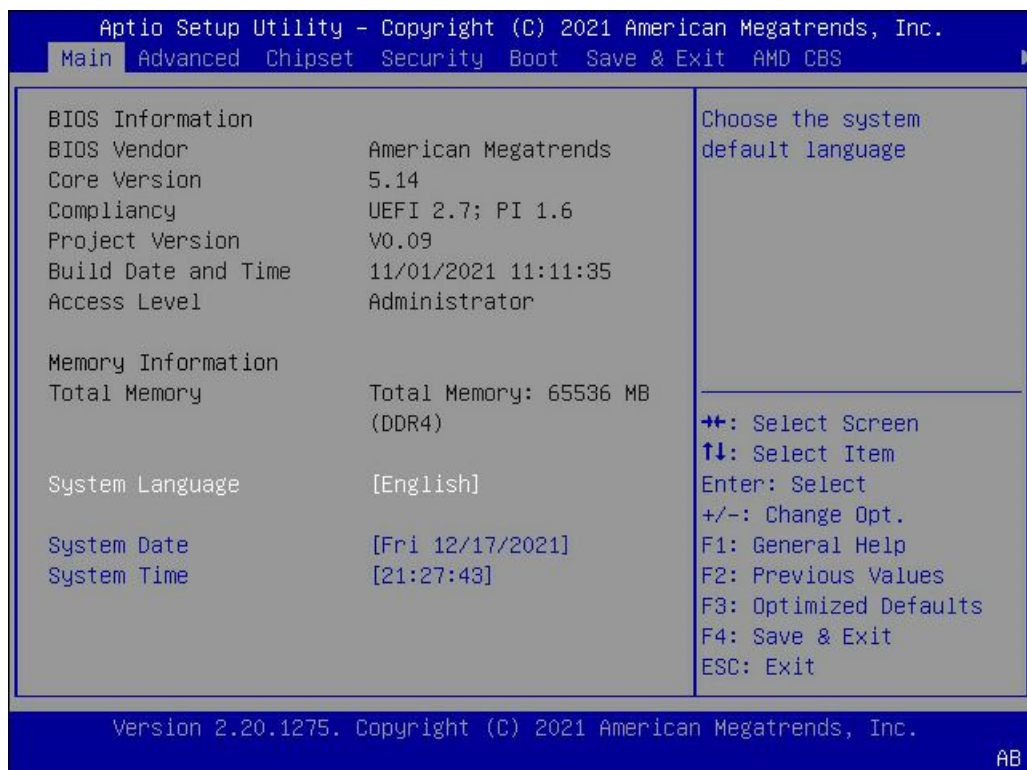 Aptio Setup Utility – Copyright (C) 2021 American Megatrends, Inc.
Main Advanced Chipset Security Boot Save & Exit AMD CBS
BIOS Information
BIOS Vendor American Megatrends
Core Version 5.14
Compliancy UEFI 2.7; PI 1.6
Project Version V0.09
Build Date and Time 11/01/2021 11:11:35
Access Level Administrator
Memory Information
Total Memory Total Memory: 65536 MB
(DDR4)
System Language [English]
System Date [Fri 12/17/2021]
System Time [21:27:43]
Choose the system
default language
→←: Select Screen
↑↓: Select Item
Enter: Select
+/-: Change Opt.
F1: General Help
F2: Previous Values
F3: Optimized Defaults
F4: Save & Exit
ESC: Exit
Version 2.20.1275. Copyright (C) 2021 American Megatrends, Inc.
AB